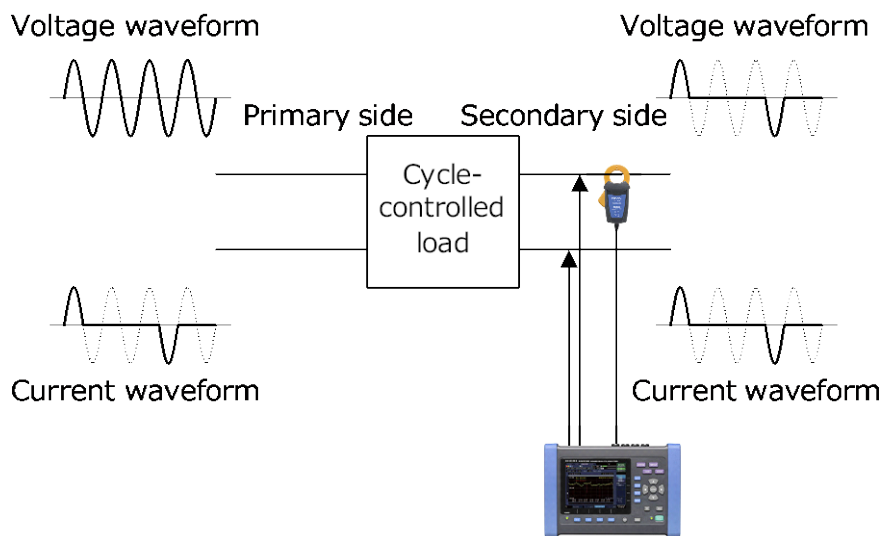 Voltage waveform
Voltage waveform
Primary side
Secondary side
Cycle-
controlled
load
Current waveform
Current waveform